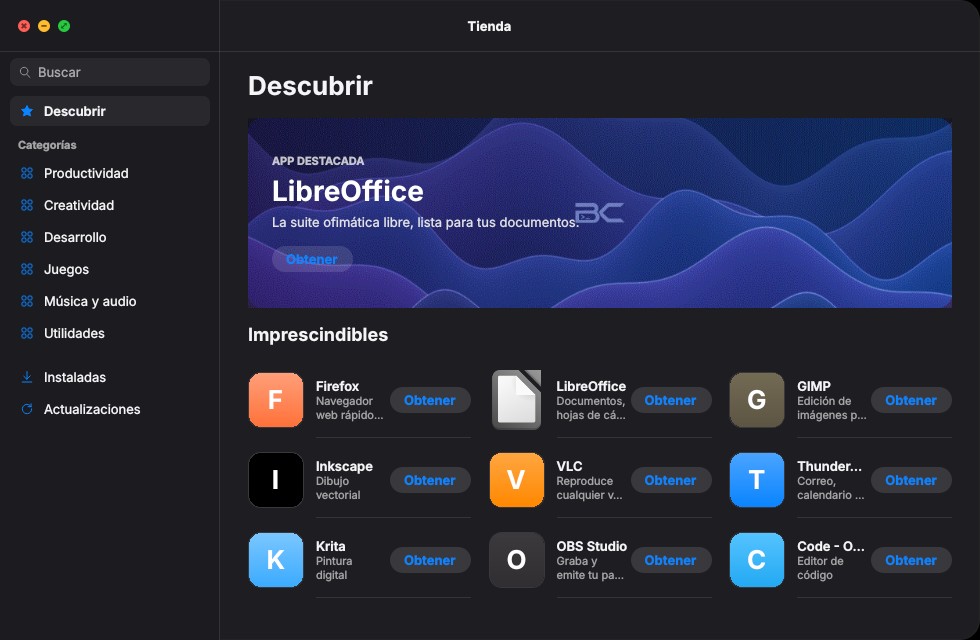 Tienda
Buscar
Descubrir
Categorías
Productividad
Creatividad
Desarrollo
Juegos
Música y audio
Utilidades
Instaladas
Actualizaciones
Descubrir
APP DESTACADA
LibreOffice
La suite ofimática libre, lista para tus documentos.
BC
Obtener
Imprescindibles
F
Firefox
Navegador
web rápido...
Obtener
LibreOffice
Documentos,
hojas de cá...
Obtener
G
GIMP
Edición de
imágenes p...
Obtener
I
Inkscape
Dibujo
vectorial
Obtener
V
VLC
Reproduce
cualquier v...
Obtener
T
Thunder...
Correo,
calendario ...
Obtener
K
Krita
Pintura
digital
Obtener
O
OBS Studio
Graba y
emite tu pa...
Obtener
C
Code - O...
Editor de
código
Obtener